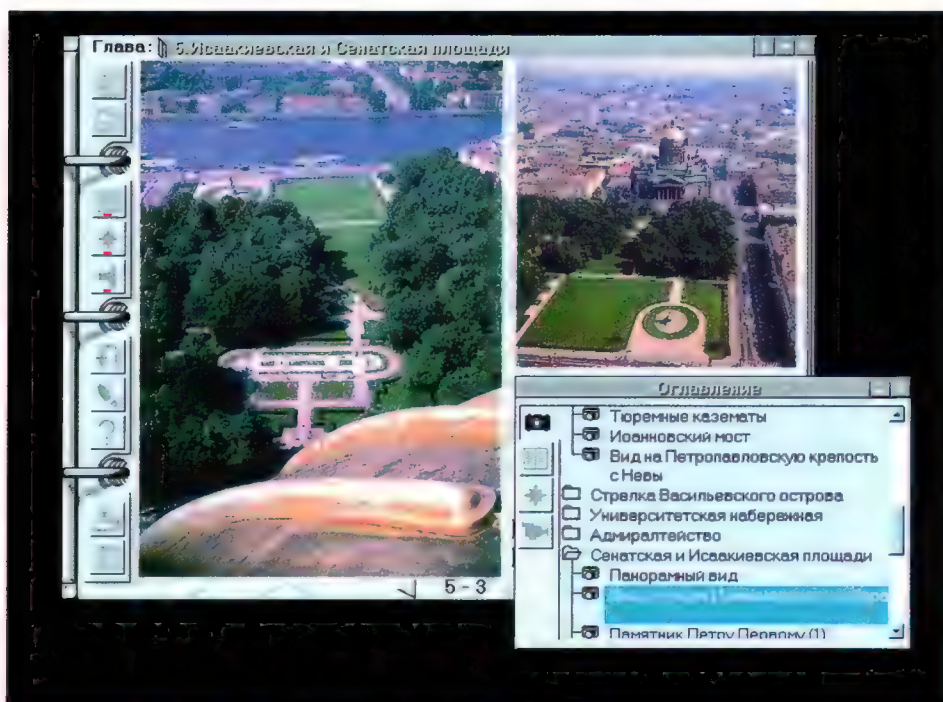 Глава: 5.Исаакиевская и Сенатская площади
5 - 3
Оглавление
Тюремные казематы
Иоанновский мост
Вид на Петропавловскую крепость
с Невы
Стрелка Васильевского острова
Университетская набережная
Адмиралтейство
Сенатская и Исаакиевская площади
Панорамный вид
Памятник Петру Первому (1)